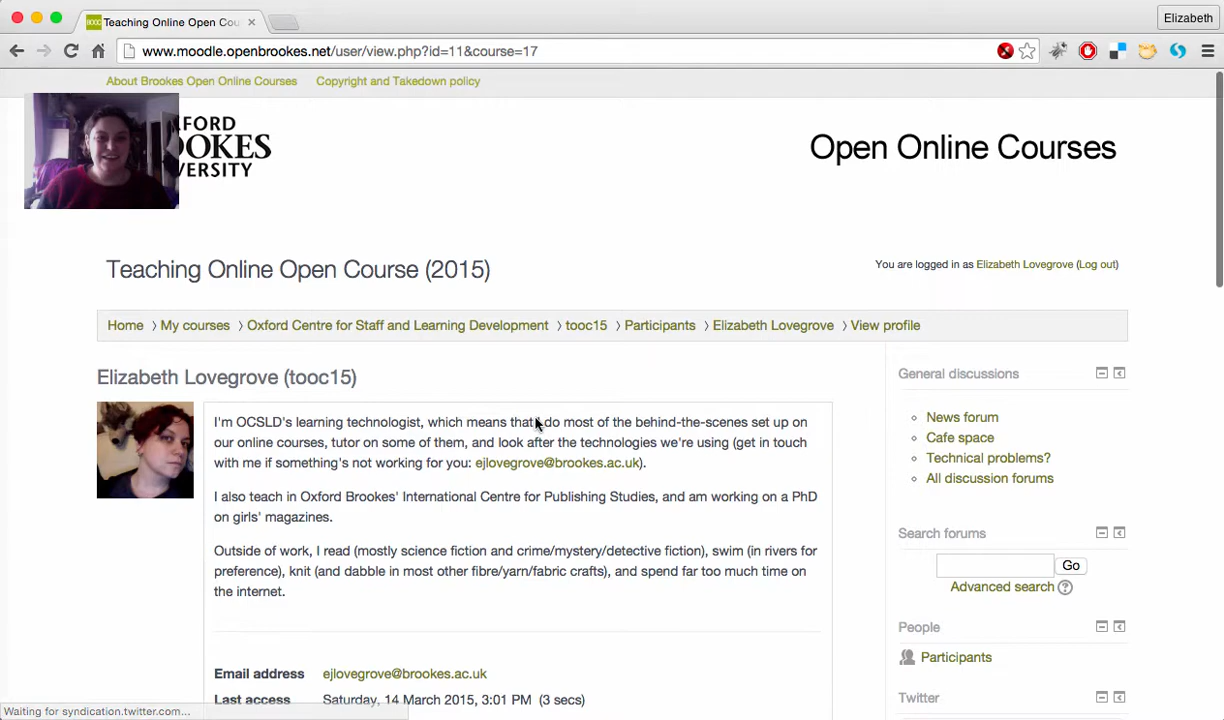 Teaching Online Open Cou
Elizabeth
www.moodle.openbrookes.net/user/view.php?id=11&course=17
About Brookes Open Online Courses Copyright and Takedown policy
Open Online Courses
Teaching Online Open Course (2015)
You are logged in as Elizabeth Lovegrove (Log out)
Home My courses Oxford Centre for Staff and Learning Development tooc15 Participants Elizabeth Lovegrove View profile
Elizabeth Lovegrove (tooc15)
I'm OCSLD's learning technologist, which means that I do most of the behind-the-scenes set up on
our online courses, tutor on some of them, and look after the technologies we're using (get in touch
with me if something's not working for you: ejlovegrove@brookes.ac.uk).
I also teach in Oxford Brookes' International Centre for Publishing Studies, and am working on a PhD
on girls' magazines.
Outside of work, I read (mostly science fiction and crime/mystery/detective fiction), swim (in rivers for
preference), knit (and dabble in most other fibre/yarn/fabric crafts), and spend far too much time on
the internet.
Email address ejlovegrove@brookes.ac.uk
Last access Saturday, 14 March 2015, 3:01 PM (3 secs)
General discussions
News forum
Cafe space
Technical problems?
All discussion forums
Search forums
Go
Advanced search ?
People
Participants
Twitter
Waiting for syndication.twitter.com...